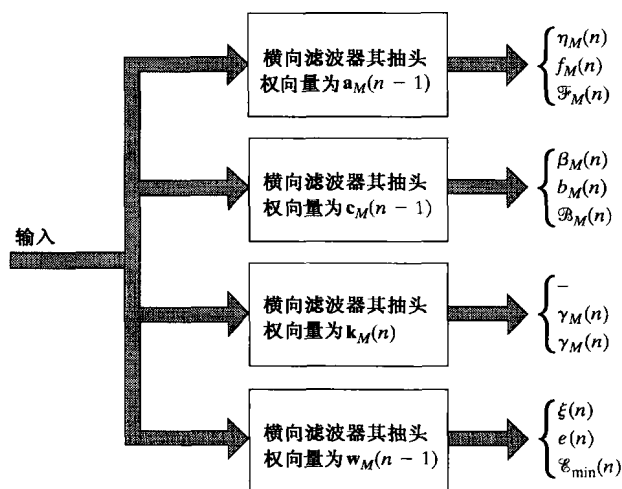 横向滤波器其抽头
权向量为 a_M(n − 1)
η_M(n)
f_M(n)
ℱ_M(n)
横向滤波器其抽头
权向量为 c_M(n − 1)
β_M(n)
b_M(n)
ℬ_M(n)
输入
横向滤波器其抽头
权向量为 k_M(n)
–
γ_M(n)
γ_M(n)
横向滤波器其抽头
权向量为 w_M(n − 1)
ξ(n)
e(n)
ℰ_min(n)